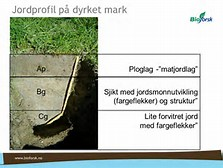 Jordprofil på dyrket mark
Bioforsk
Ap
Ploglag -"matjordlag"
Bg
Sjikt med jordsmonnutvikling
(fargeflekker) og struktur"
Cg
Lite forvitret jord
med fargeflekker"
www.bioforsk.no